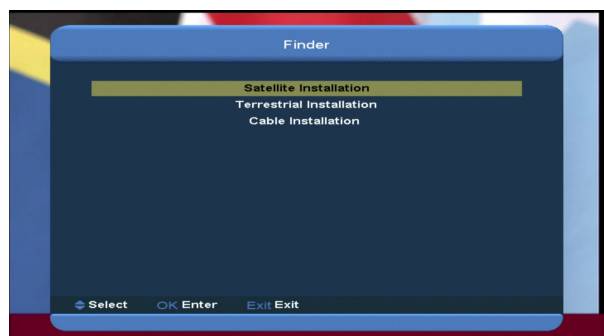 Finder
Satellite Installation
Terrestrial Installation
Cable Installation
Select OK Enter Exit Exit